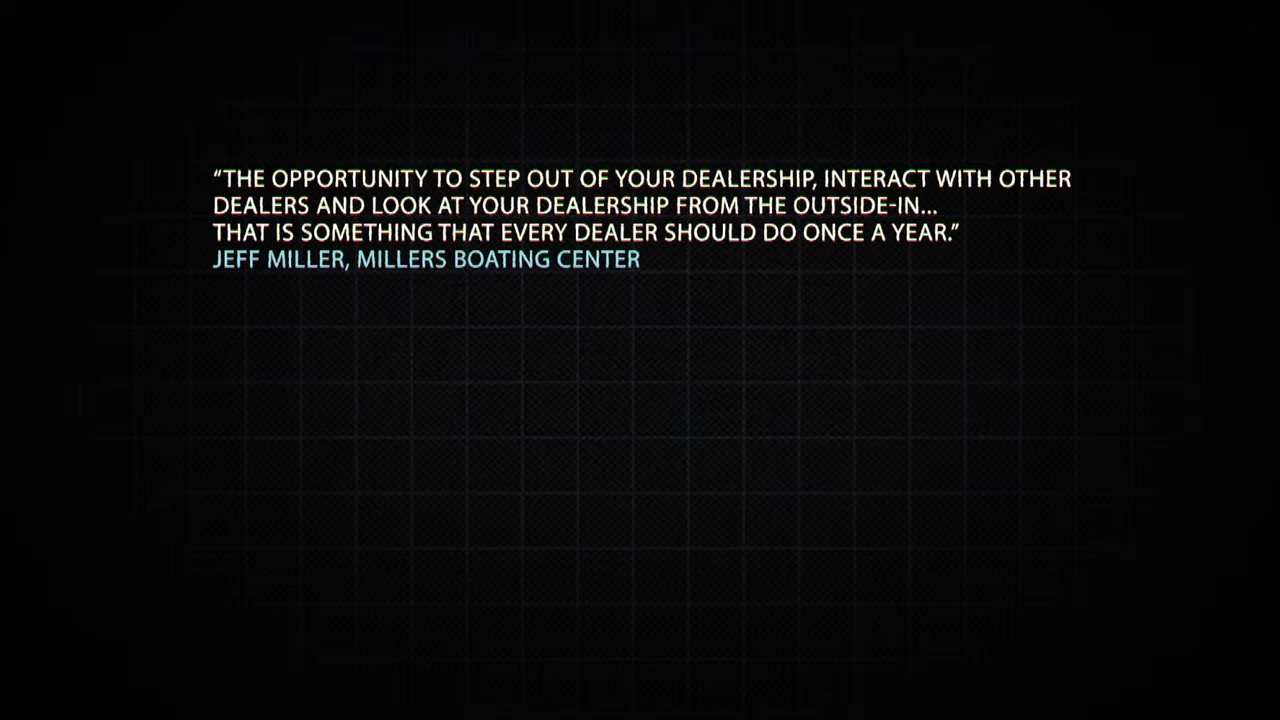 “THE OPPORTUNITY TO STEP OUT OF YOUR DEALERSHIP, INTERACT WITH OTHER
DEALERS AND LOOK AT YOUR DEALERSHIP FROM THE OUTSIDE-IN...
THAT IS SOMETHING THAT EVERY DEALER SHOULD DO ONCE A YEAR.”
JEFF MILLER, MILLERS BOATING CENTER